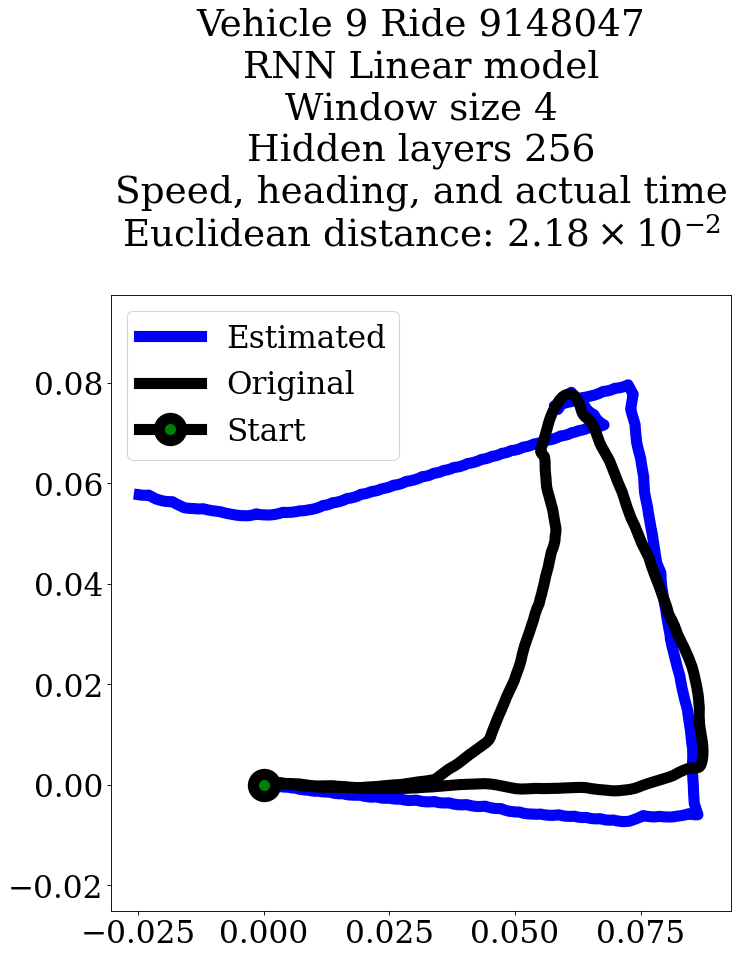 Vehicle 9 Ride 9148047
RNN Linear model
Window size 4
Hidden layers 256
Speed, heading, and actual time
Euclidean distance: 2.18 × 10⁻²
Estimated
Original
Start
0.08
0.06
0.04
0.02
0.00
−0.02
−0.025 0.000 0.025 0.050 0.075